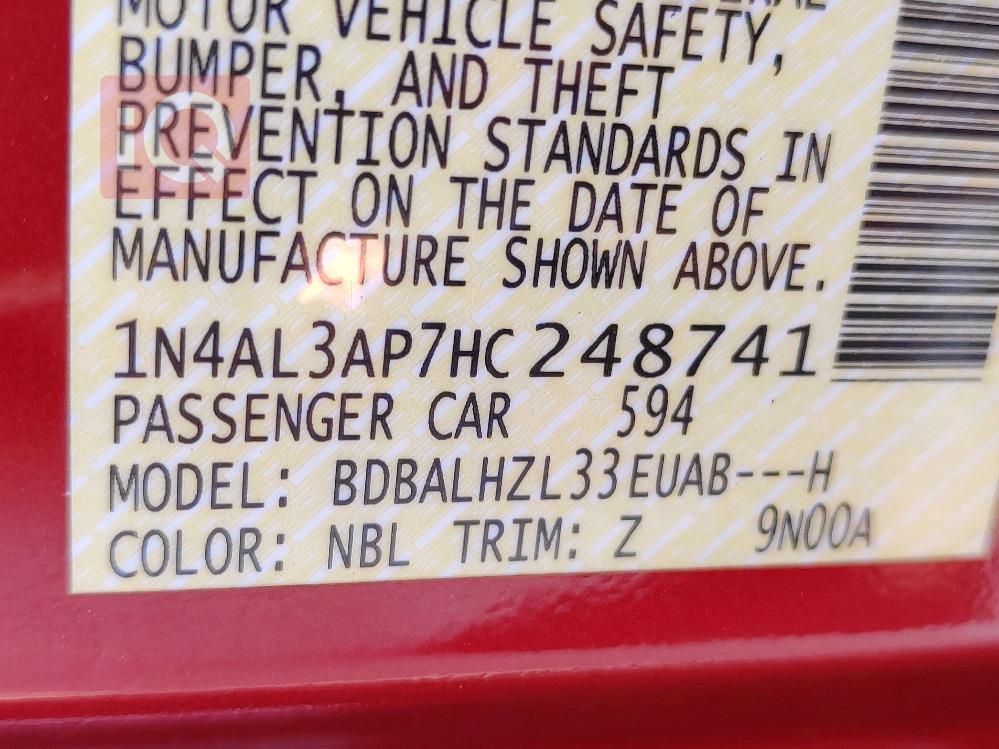 MOTOR VEHICLE SAFETY,
BUMPER, AND THEFT
PREVENTION STANDARDS IN
EFFECT ON THE DATE OF
MANUFACTURE SHOWN ABOVE.
1N4AL3AP7HC248741
PASSENGER CAR 594
MODEL: BDBALHZL33EUAB---H
COLOR: NBL TRIM: Z 9N00A